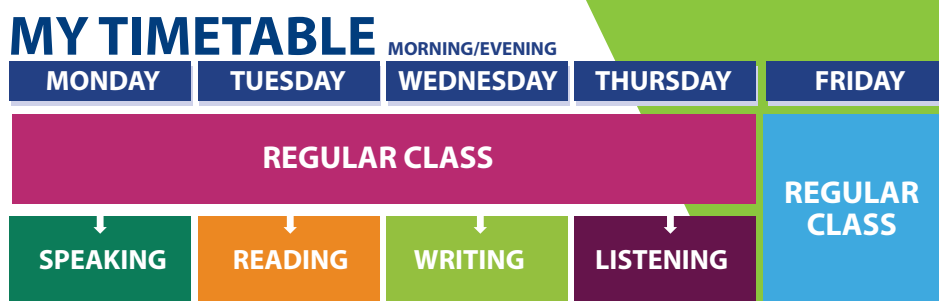 MY TIMETABLE MORNING/EVENING
MONDAY TUESDAY WEDNESDAY THURSDAY FRIDAY
REGULAR CLASS
REGULAR
CLASS
SPEAKING READING WRITING LISTENING